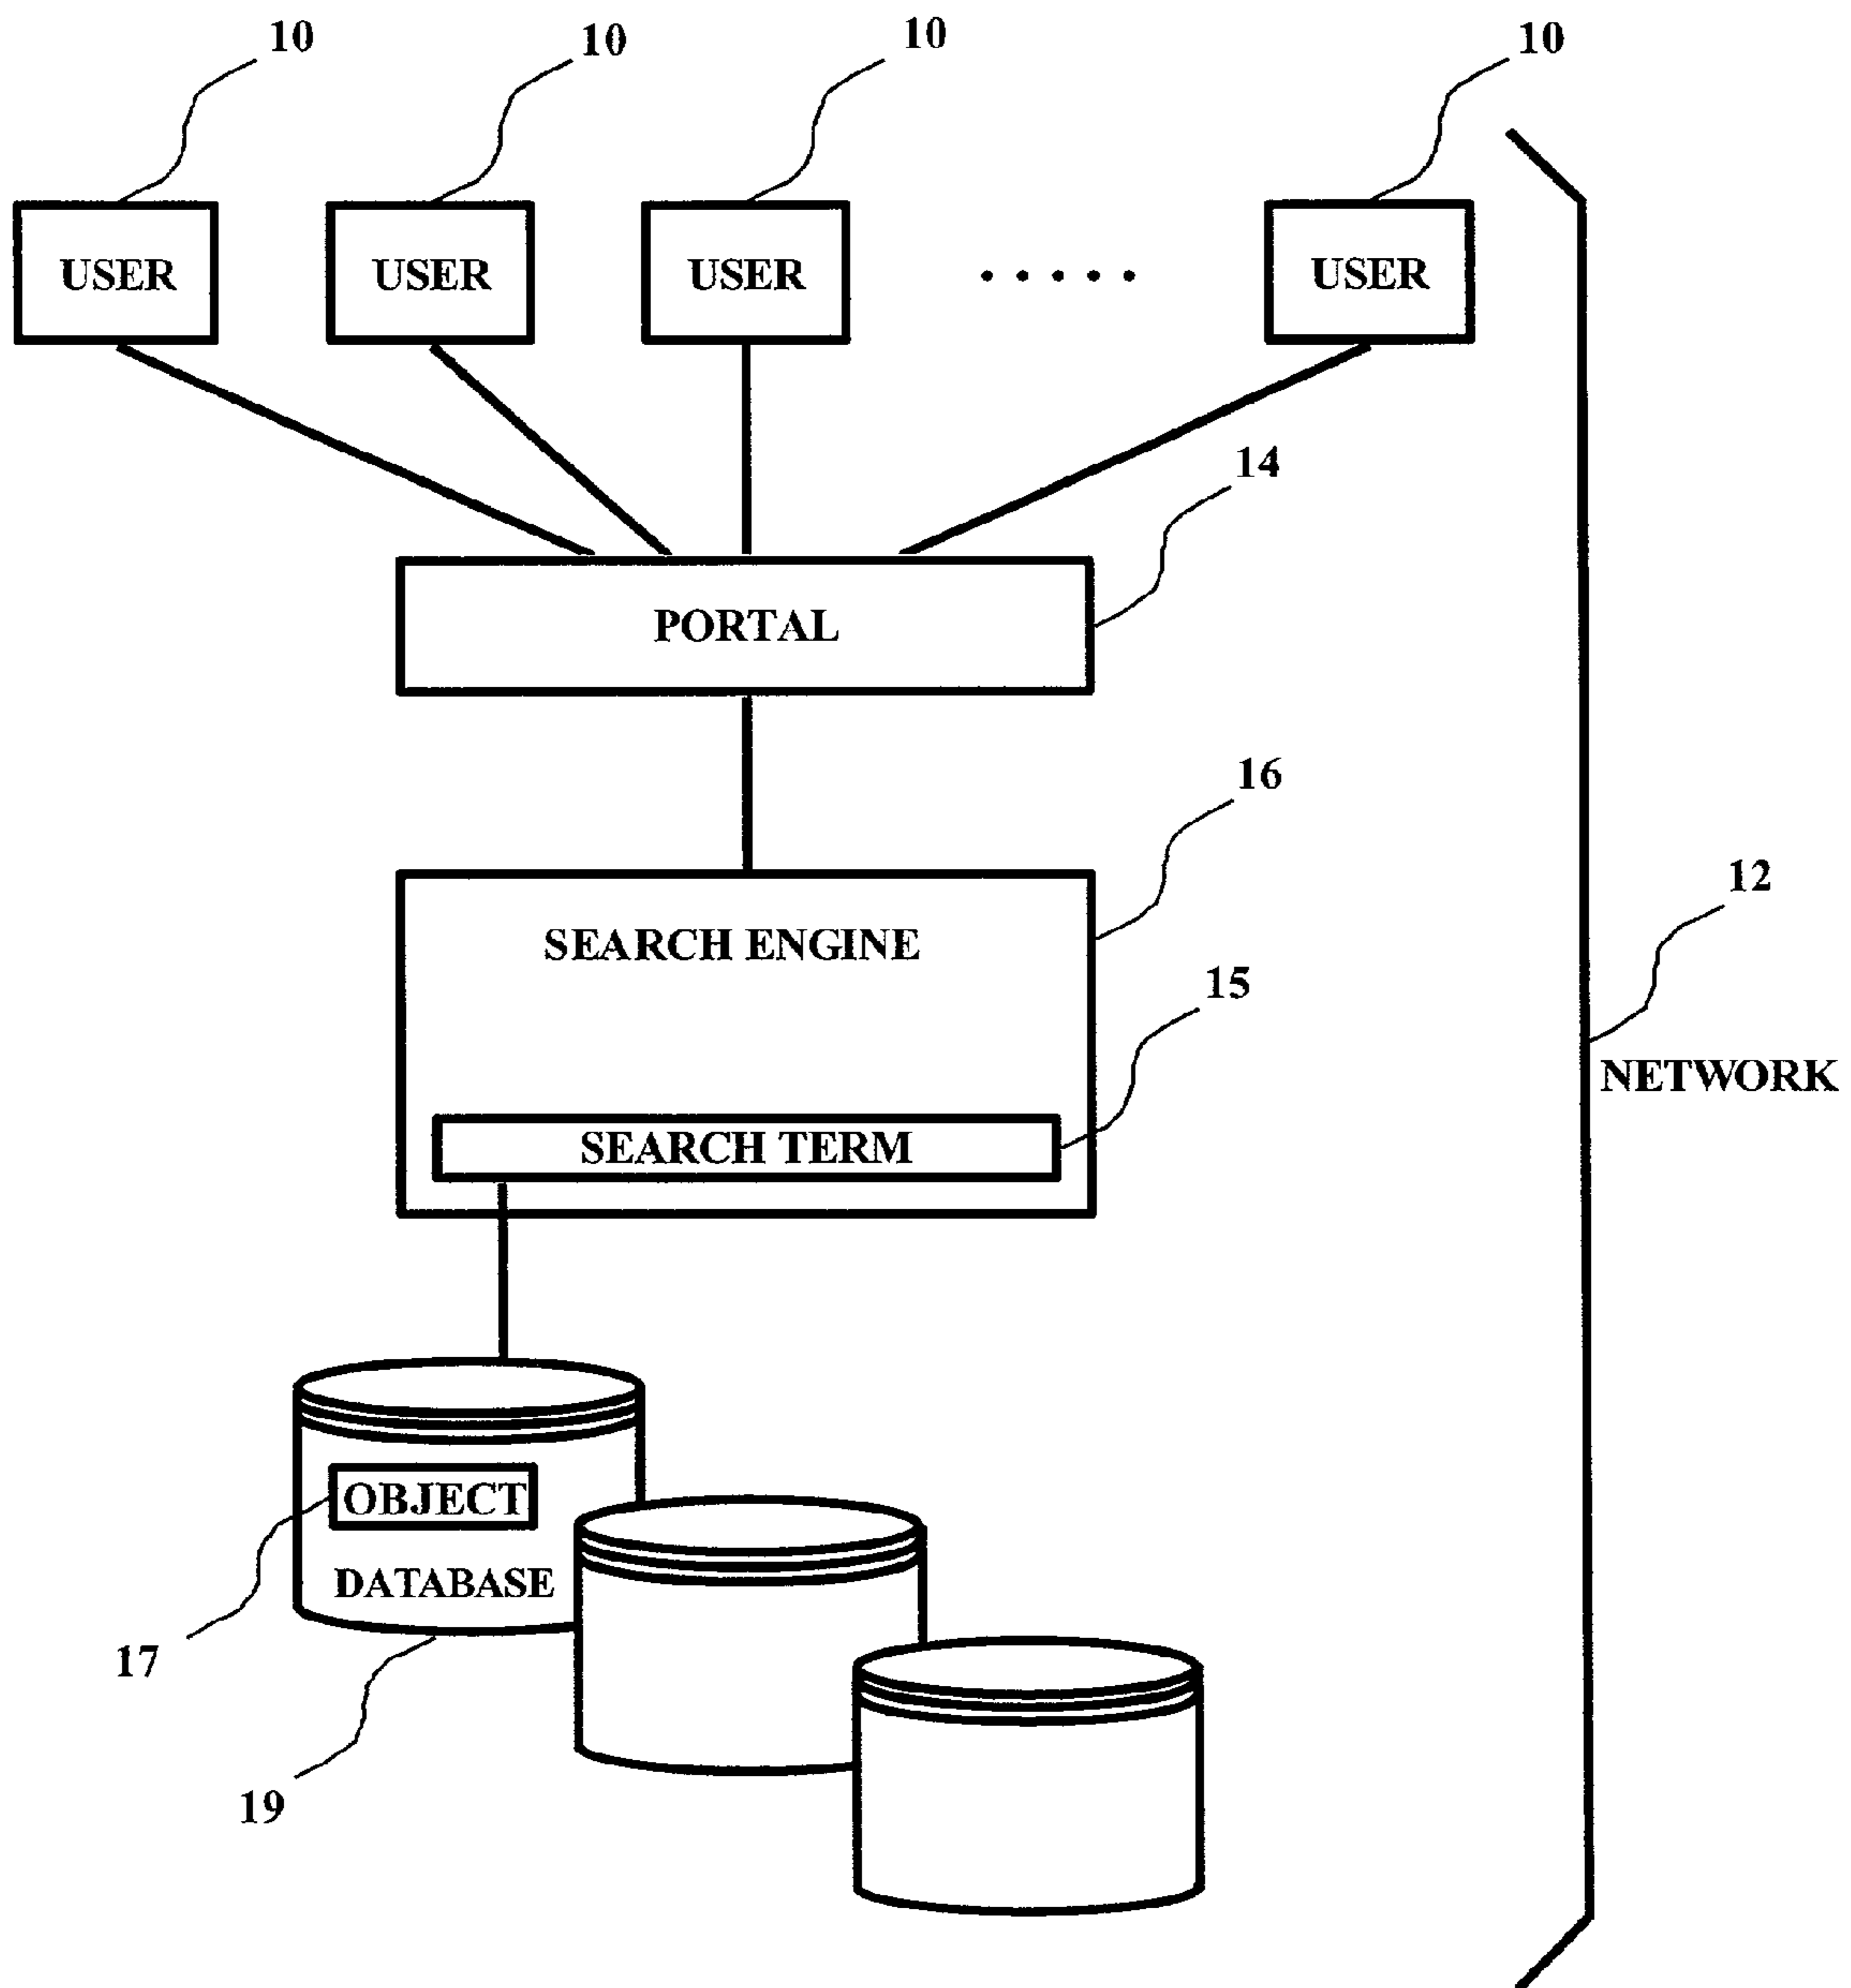 10 10 10 10
USER USER USER ..... USER
14
PORTAL
16
12
SEARCH ENGINE
15
NETWORK
SEARCH TERM
OBJECT
DATABASE
17
19